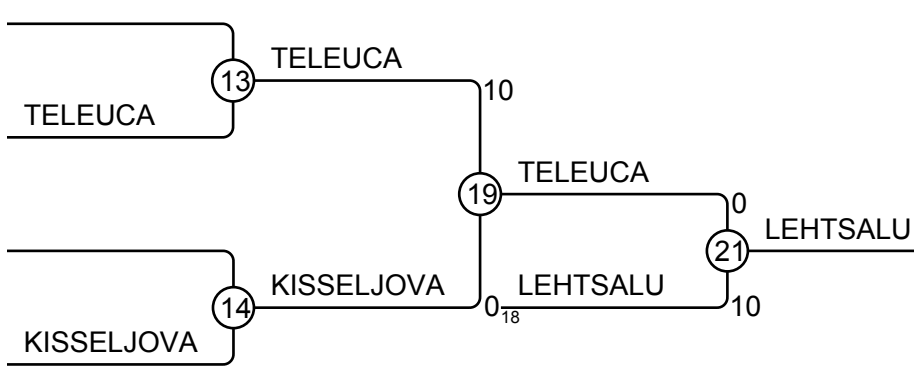 TELEUCA
13
10
TELEUCA
TELEUCA
19
0
LEHTSALU
21
KISSELJOVA
LEHTSALU
14
0
18
10
KISSELJOVA